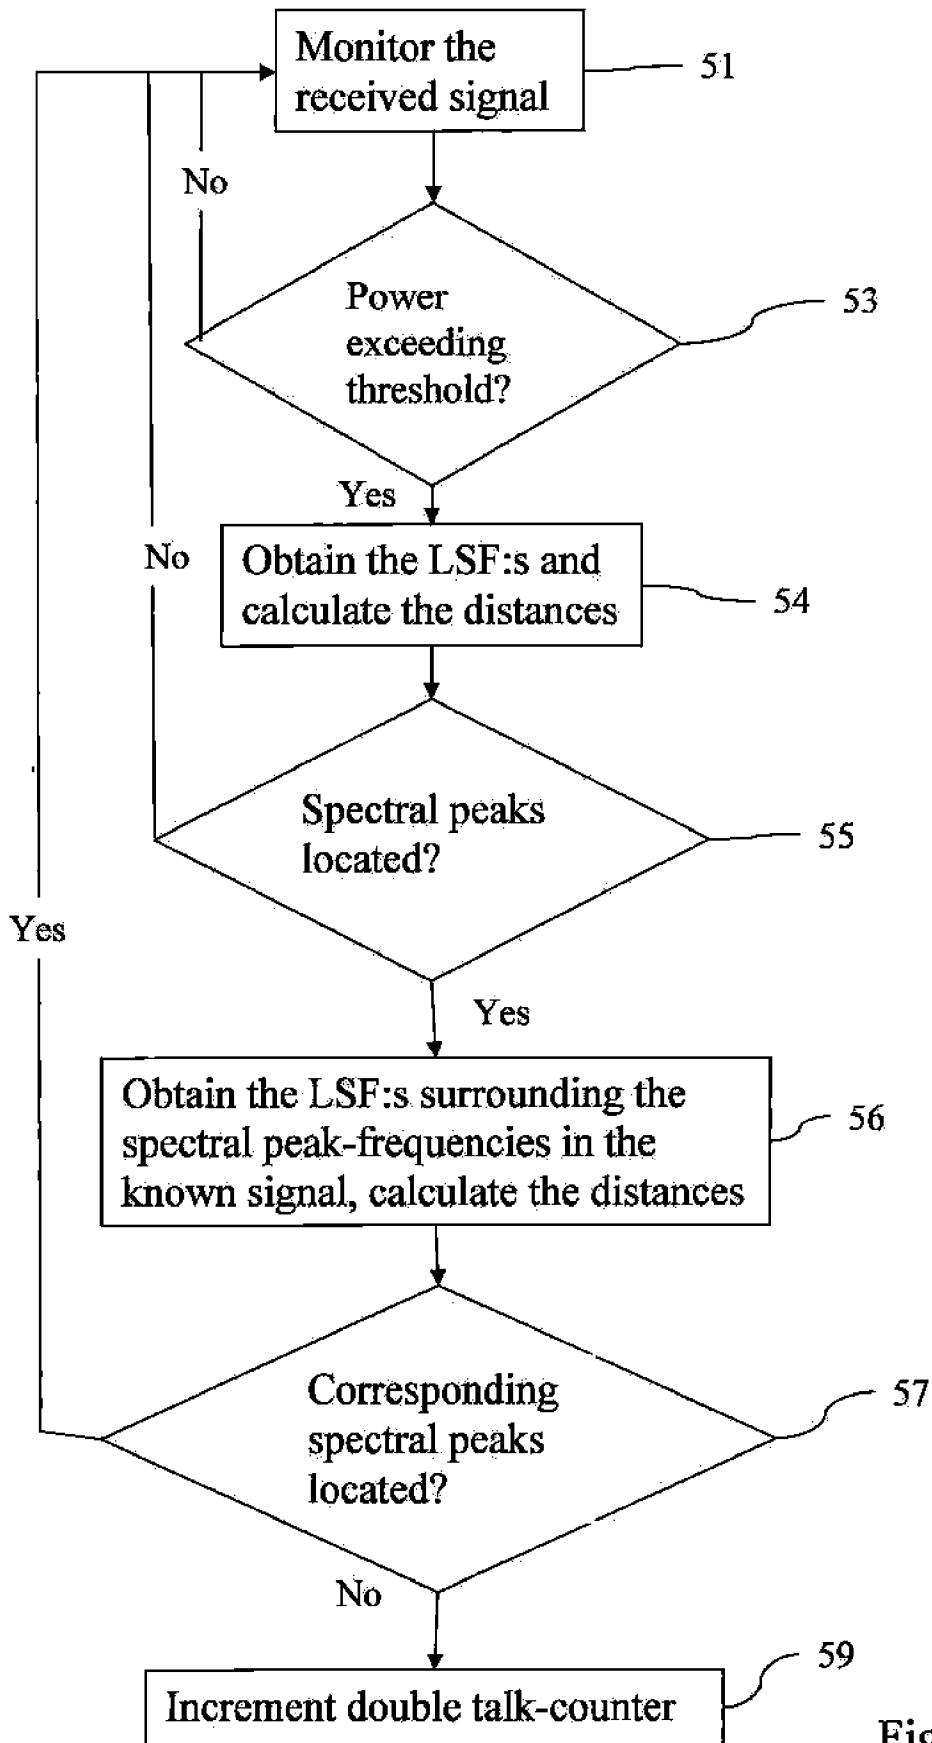 Monitor the
received signal
51
No
Power
exceeding
threshold?
53
Yes
Obtain the LSF:s and
calculate the distances
54
No
Spectral peaks
located?
55
Yes
Yes
Obtain the LSF:s surrounding the
spectral peak-frequencies in the
known signal, calculate the distances
56
Corresponding
spectral peaks
located?
57
No
59
Increment double talk-counter
Fig